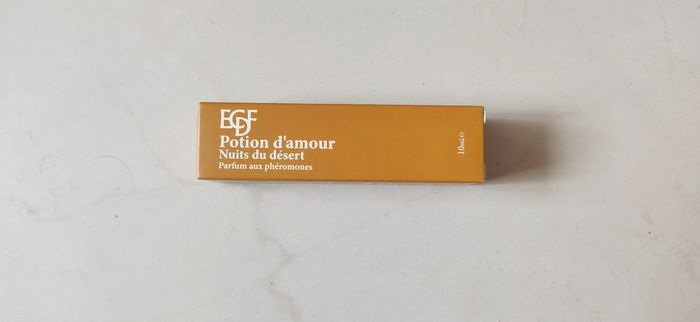 EGDF
Potion d'amour
Nuits du désert
Parfum aux phéromones
10ml℮